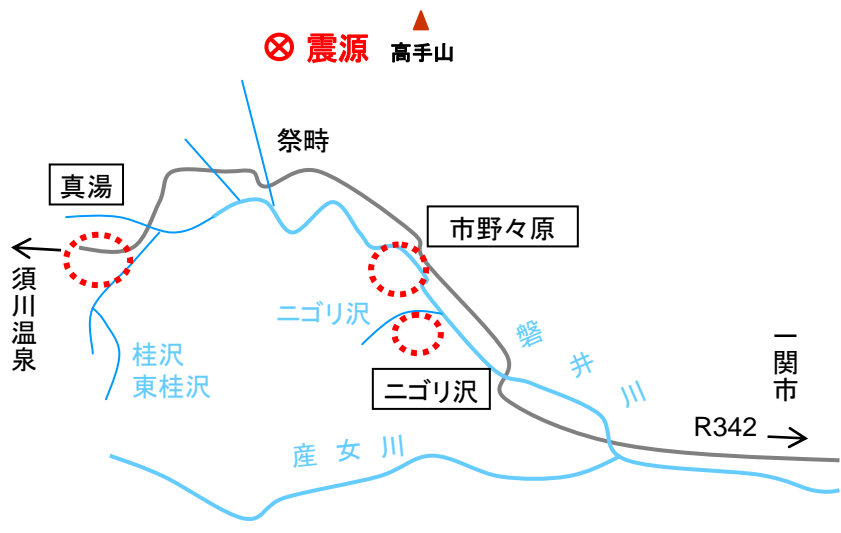 震源
高手山
祭畤
真湯
市野々原
須川温泉
ニゴリ沢
桂沢
東桂沢
ニゴリ沢
磐井川
一関市
R342
産女川